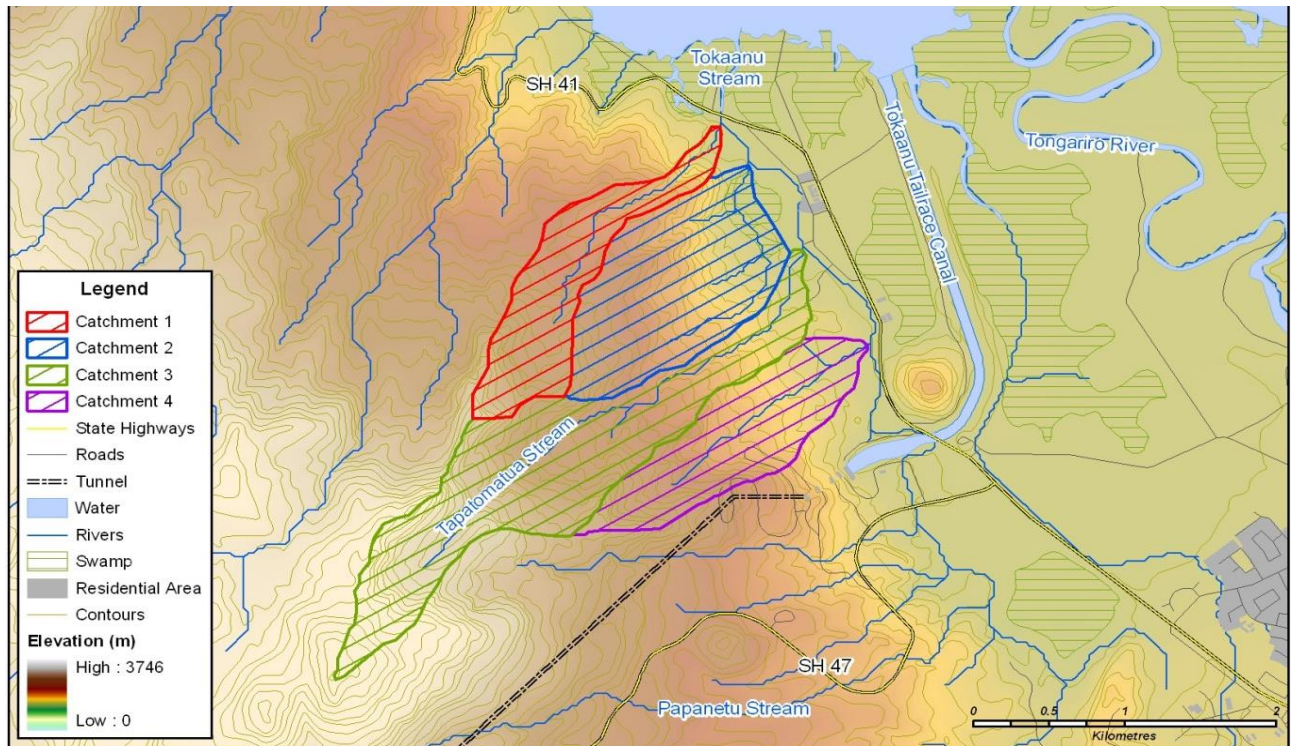 Tokaanu
Stream
SH 41
Tokaanu Tailrace Canal
Tongariro River
Legend
Catchment 1
Catchment 2
Catchment 3
Catchment 4
State Highways
Roads
Tunnel
Water
Rivers
Swamp
Residential Area
Contours
Elevation (m)
High : 3746
Low : 0
Tapatomatua Stream
SH 47
Papanetu Stream
0 0.5 1 2
Kilometres